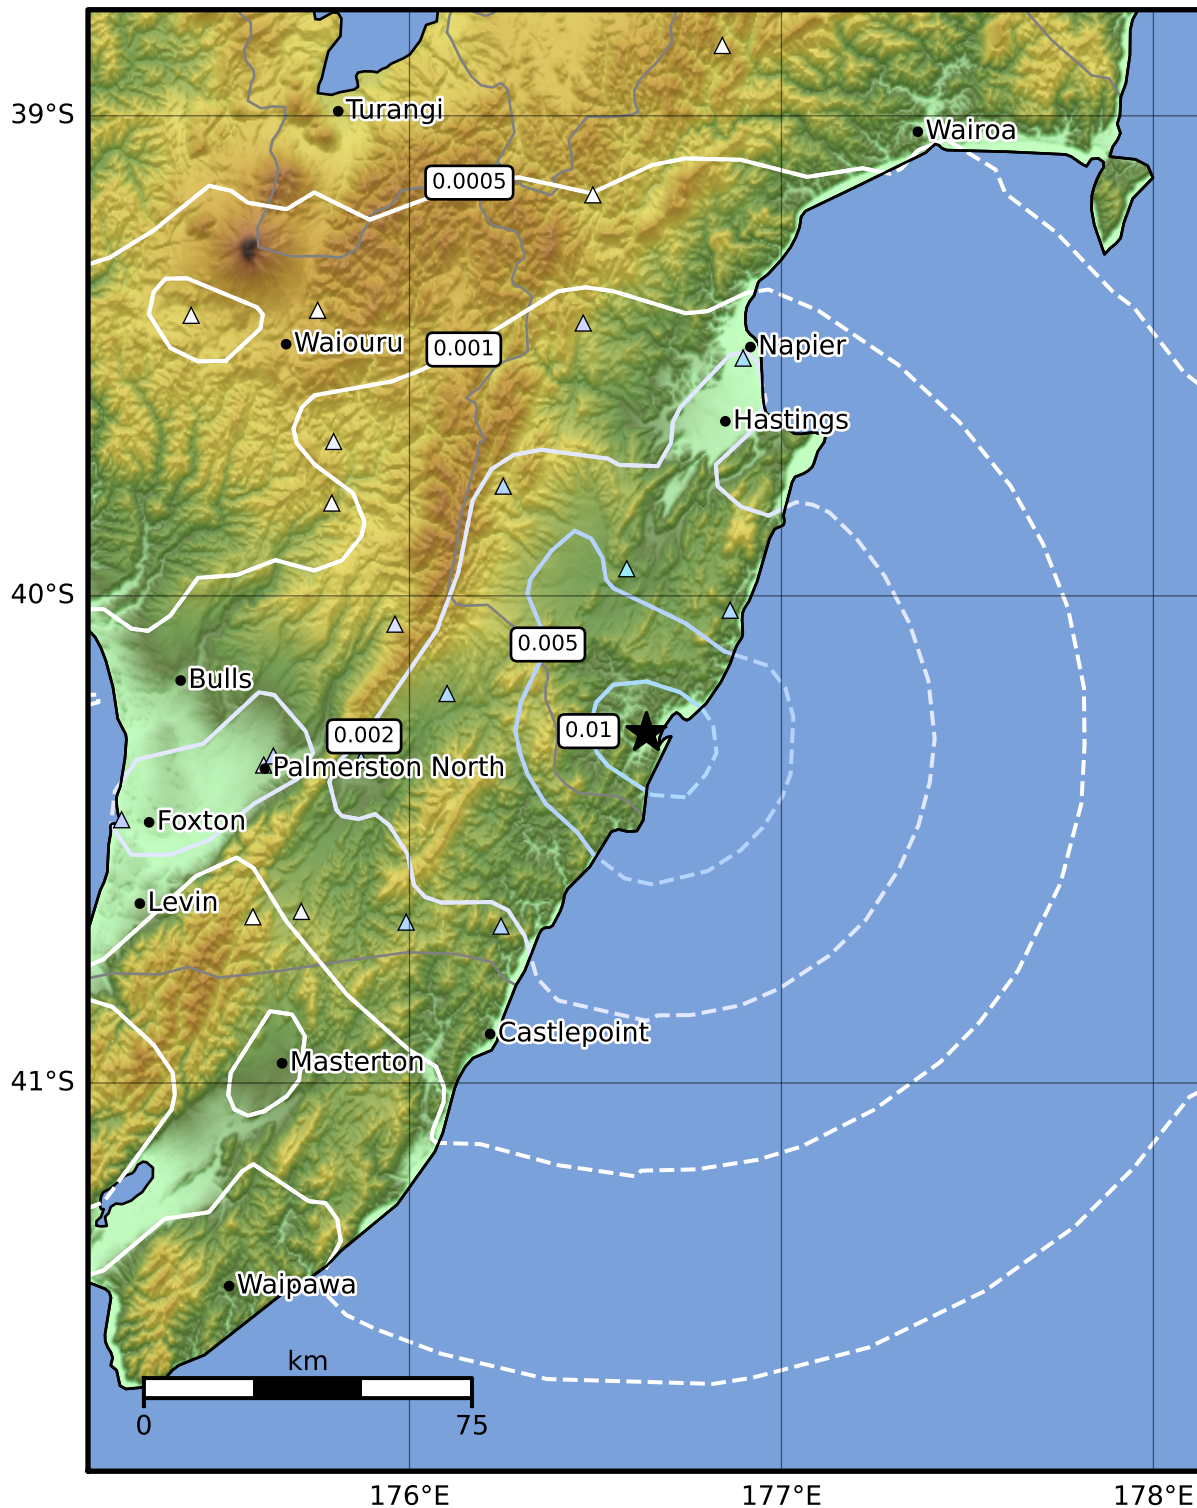 39°S
Turangi
Wairoa
0.0005
0.001
Waiouru
Napier
Hastings
40°S
0.005
Bulls
0.002
0.01
Palmerston North
Foxton
Levin
Castlepoint
Masterton
41°S
Waipawa
km
0
75
176°E
177°E
178°E